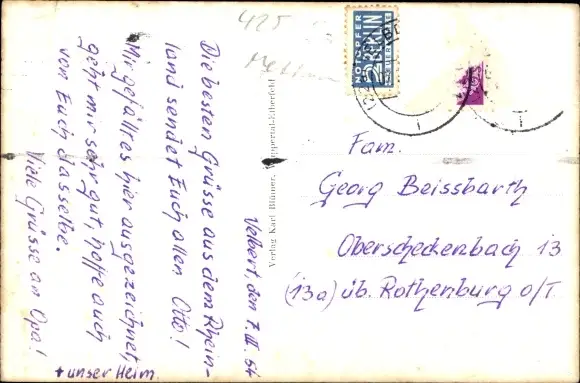 425
Velbert, den 7. III. 54
Die besten Grüsse aus dem Rhein-
land sendet Euch allen Otto!
Mir gefällt es hier ausgezeichnet,
geht mir sehr gut, hoffe auch
von Euch dasselbe.
Viele Grüsse an Opa!
+ unser Heim
Verlag Karl Blümer, Wuppertal-Elberfeld
NOTOPFER
2 BERLIN
STEUERMARKE
Fam.
Georg Beissbarth
Oberscheckenbach 13
(13a) üb. Rothenburg o/T